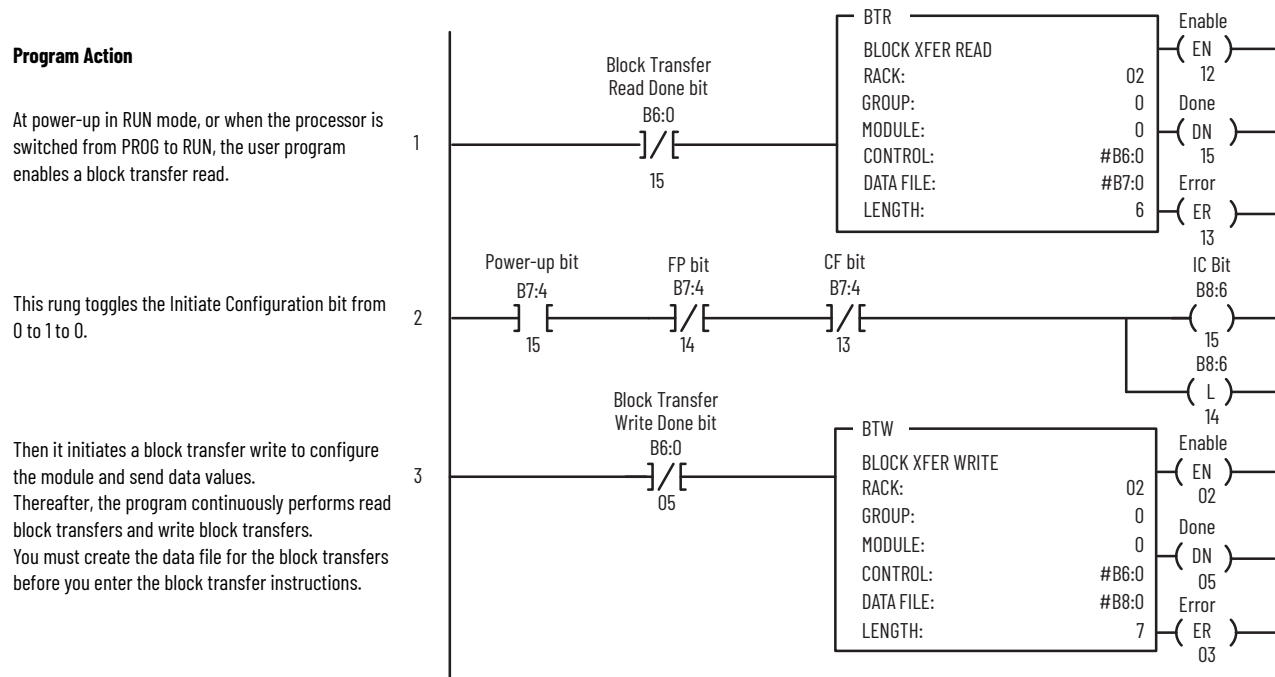 Program Action
At power-up in RUN mode, or when the processor is
switched from PROG to RUN, the user program
enables a block transfer read.
1
Block Transfer
Read Done bit
B6:0
15
BTR
BLOCK XFER READ
RACK: 02
GROUP: 0
MODULE: 0
CONTROL: #B6:0
DATA FILE: #B7:0
LENGTH: 6
Enable
EN
12
Done
DN
15
Error
ER
13
This rung toggles the Initiate Configuration bit from
0 to 1 to 0.
2
Power-up bit
B7:4
15
FP bit
B7:4
14
CF bit
B7:4
13
IC Bit
B8:6
15
B8:6
L
14
Then it initiates a block transfer write to configure
the module and send data values.
Thereafter, the program continuously performs read
block transfers and write block transfers.
You must create the data file for the block transfers
before you enter the block transfer instructions.
3
Block Transfer
Write Done bit
B6:0
05
BTW
BLOCK XFER WRITE
RACK: 02
GROUP: 0
MODULE: 0
CONTROL: #B6:0
DATA FILE: #B8:0
LENGTH: 7
Enable
EN
02
Done
DN
05
Error
ER
03